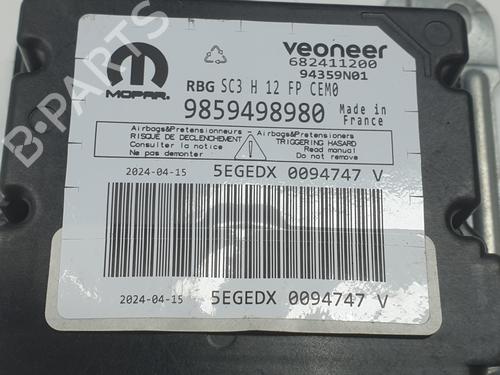 veoneer
682411200
94359N01
MOPAR.
RBG SC3 H 12 FP CEM0
9859498980
Made in
France
Airbags&Pretensionneurs - Airbags&Pretensioners
RISQUE DE DECLENCHEMENT
Consulter la notice
Ne pas demonter
TRIGGERING HASARD
Read manual
Do not remove
2024-04-15 5EGEDX 0094747 V
2024-04-15 5EGEDX 0094747 V
B-PARTS